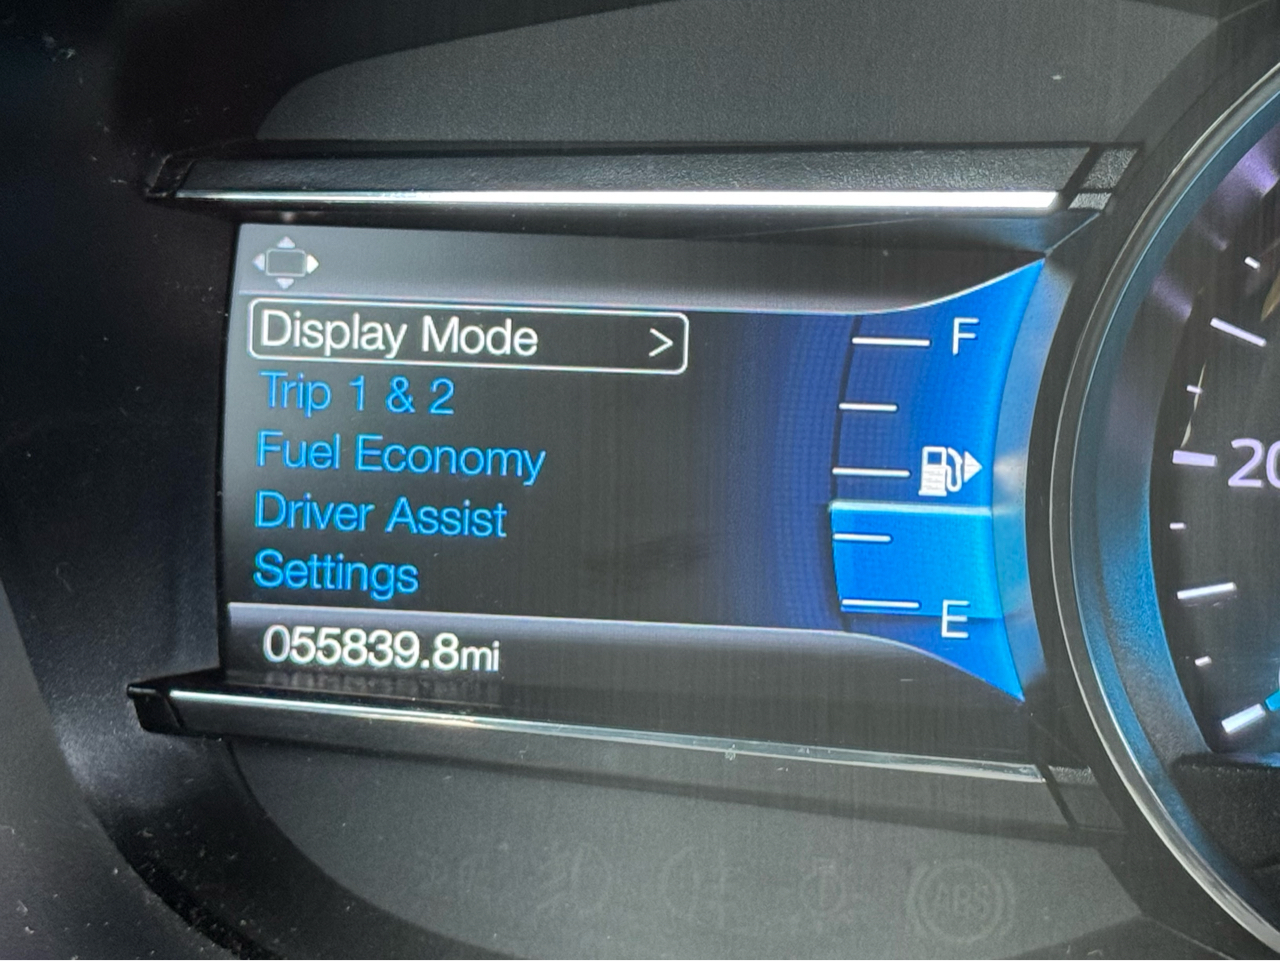 Display Mode >
Trip 1 & 2
Fuel Economy
Driver Assist
Settings
055839.8mi
F
E
20
ABS